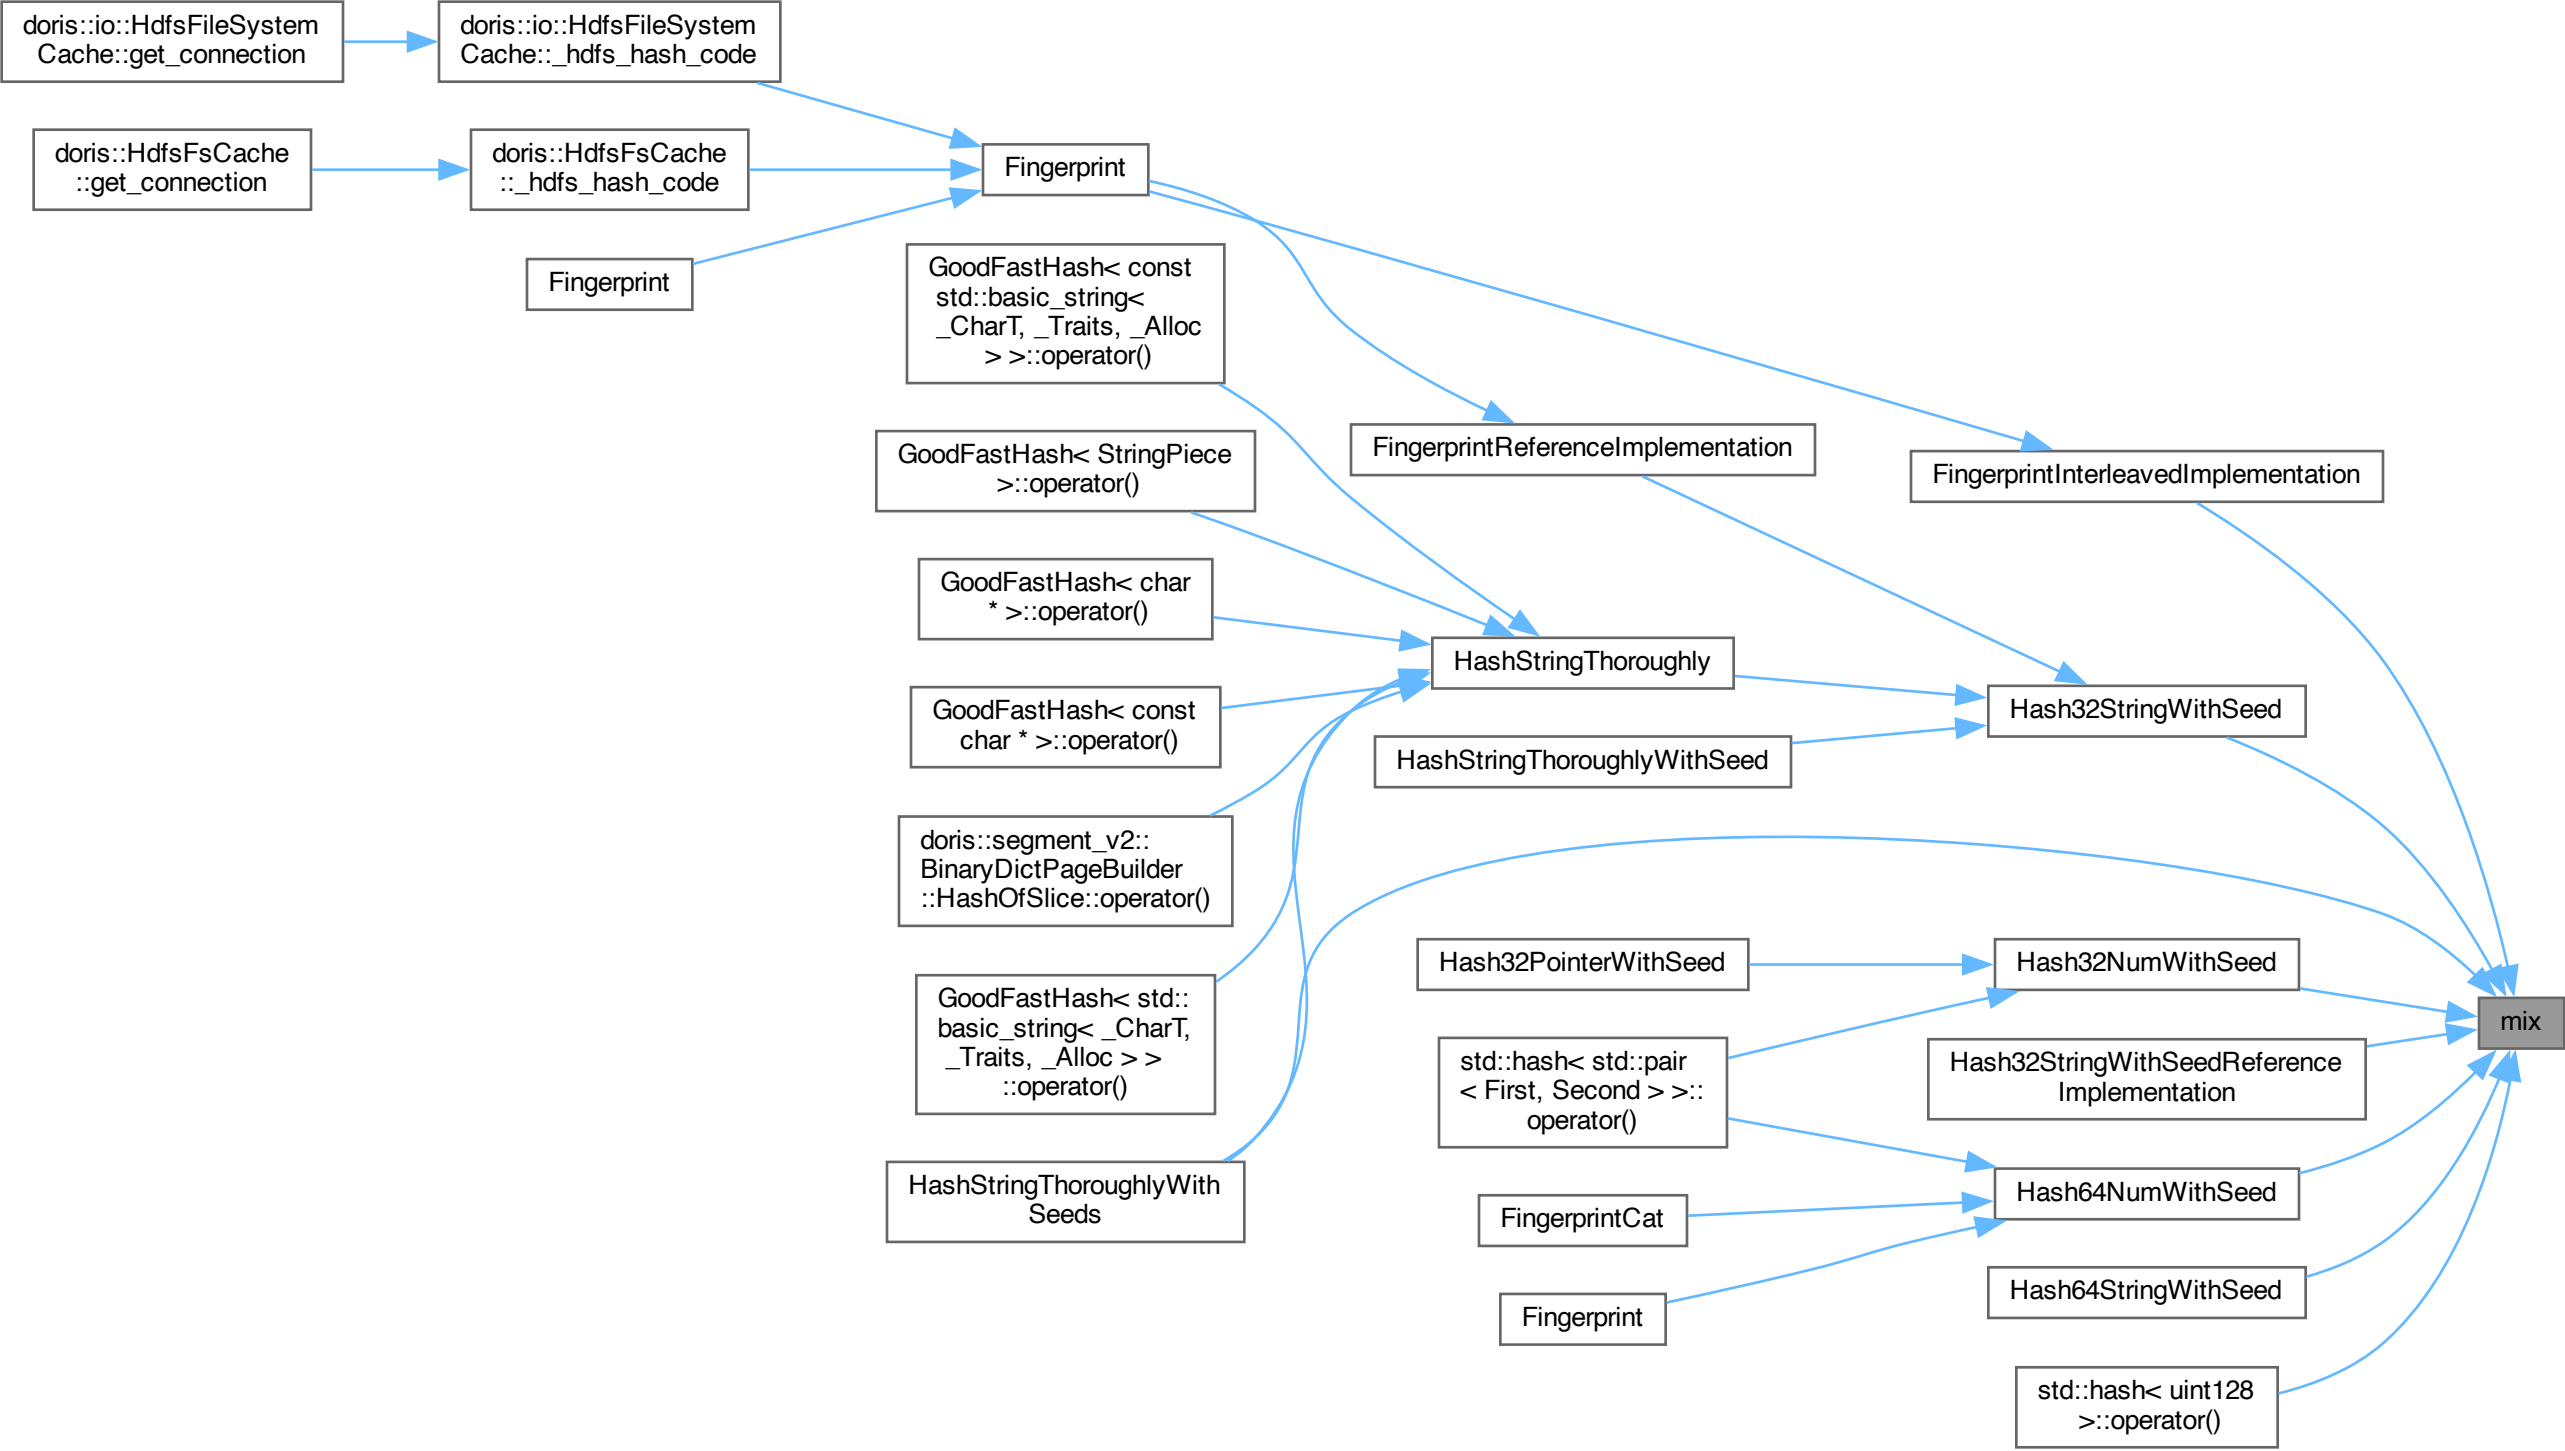 doris::io::HdfsFileSystem
Cache::get_connection
doris::io::HdfsFileSystem
Cache::_hdfs_hash_code
doris::HdfsFsCache
::get_connection
doris::HdfsFsCache
::_hdfs_hash_code
Fingerprint
Fingerprint
GoodFastHash< const
std::basic_string<
_CharT, _Traits, _Alloc
> >::operator()
GoodFastHash< StringPiece
>::operator()
FingerprintReferenceImplementation
FingerprintInterleavedImplementation
GoodFastHash< char
* >::operator()
HashStringThoroughly
GoodFastHash< const
char * >::operator()
Hash32StringWithSeed
HashStringThoroughlyWithSeed
doris::segment_v2::
BinaryDictPageBuilder
::HashOfSlice::operator()
Hash32PointerWithSeed
Hash32NumWithSeed
GoodFastHash< std::
basic_string< _CharT,
_Traits, _Alloc > >
::operator()
mix
std::hash< std::pair
< First, Second > >::
operator()
Hash32StringWithSeedReference
Implementation
HashStringThoroughlyWith
Seeds
Hash64NumWithSeed
FingerprintCat
Hash64StringWithSeed
Fingerprint
std::hash< uint128
>::operator()